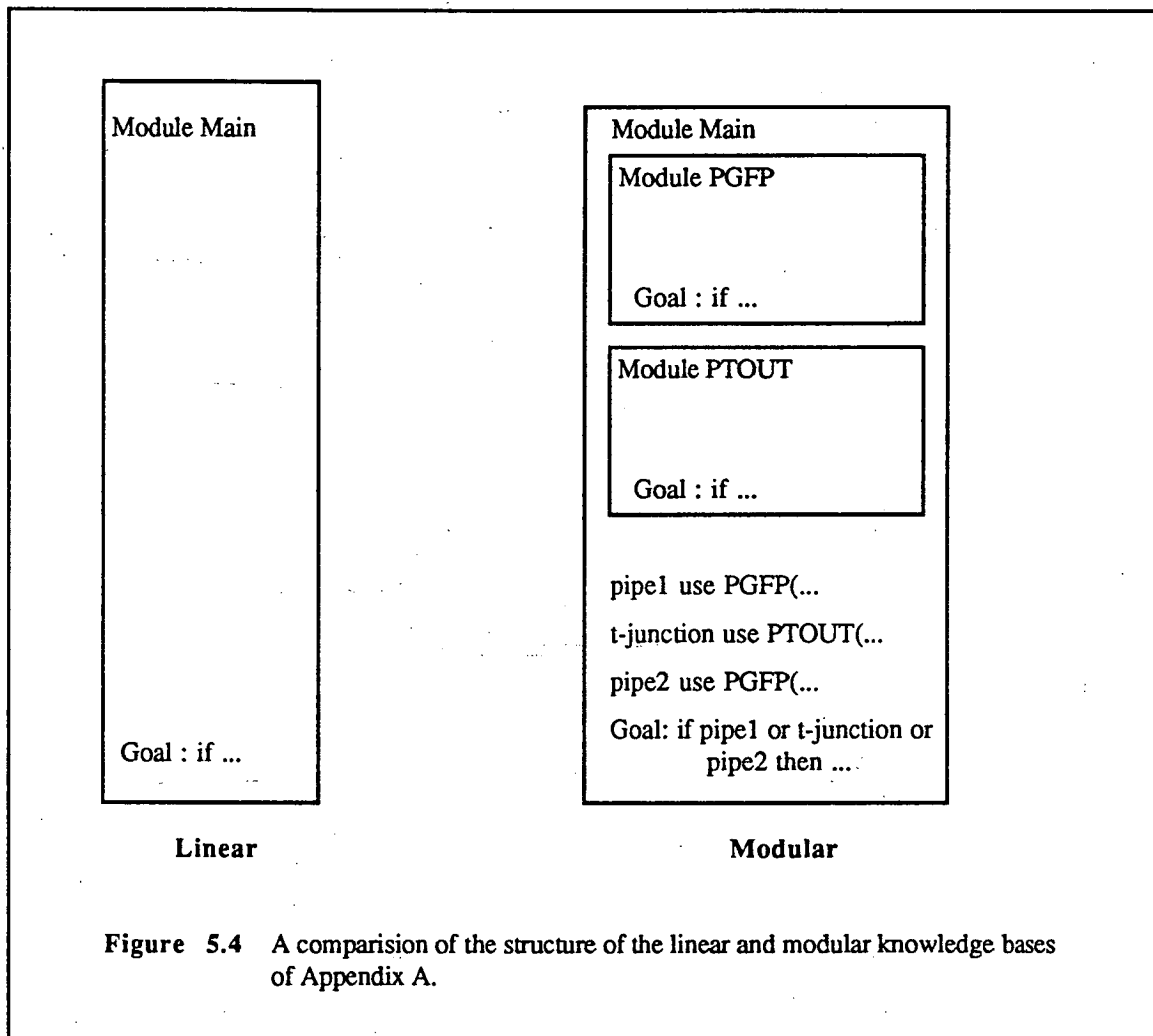 Module Main
Goal : if ...
Linear
Module Main
Module PGFP
Goal : if ...
Module PTOUT
Goal : if ...
pipe1 use PGFP(...
t-junction use PTOUT(...
pipe2 use PGFP(...
Goal: if pipe1 or t-junction or
pipe2 then ...
Modular
Figure 5.4 A comparision of the structure of the linear and modular knowledge bases
of Appendix A.